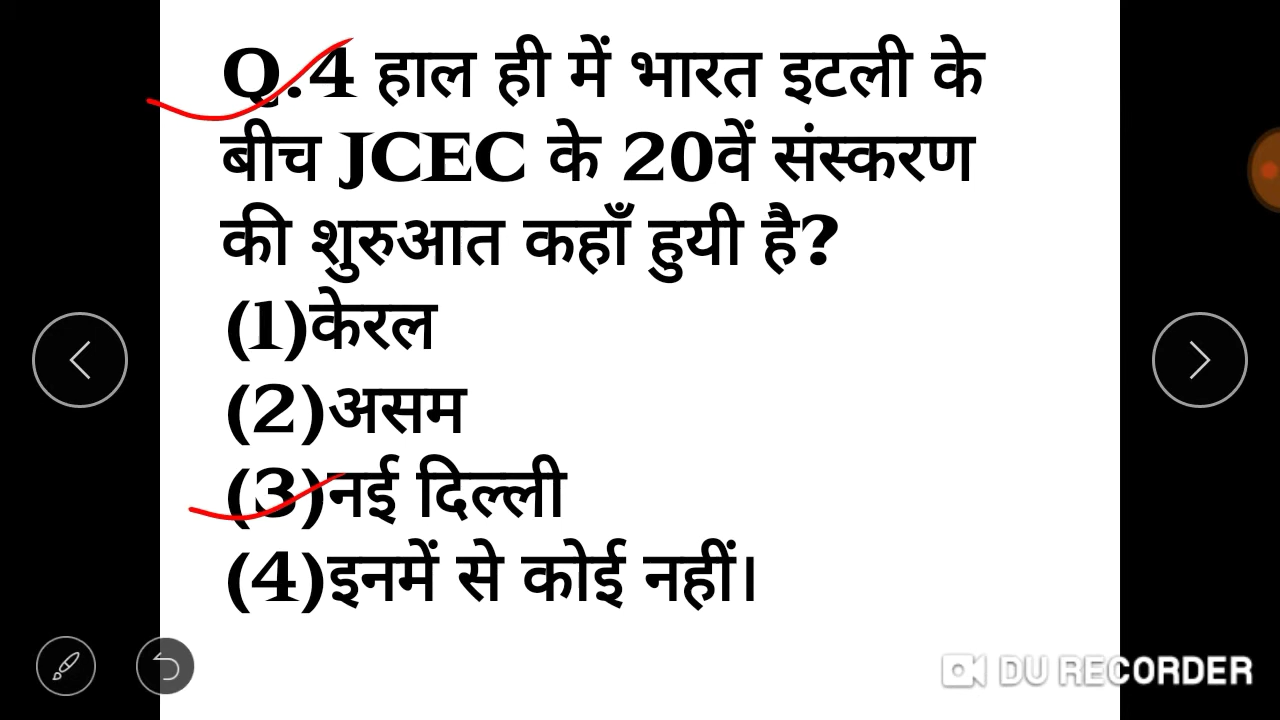 Q.4 हाल ही में भारत इटली के
बीच JCEC के 20वें संस्करण
की शुरुआत कहाँ हुयी है?
(1)केरल
(2)असम
(3)नई दिल्ली
(4)इनमें से कोई नहीं।
DU RECORDER